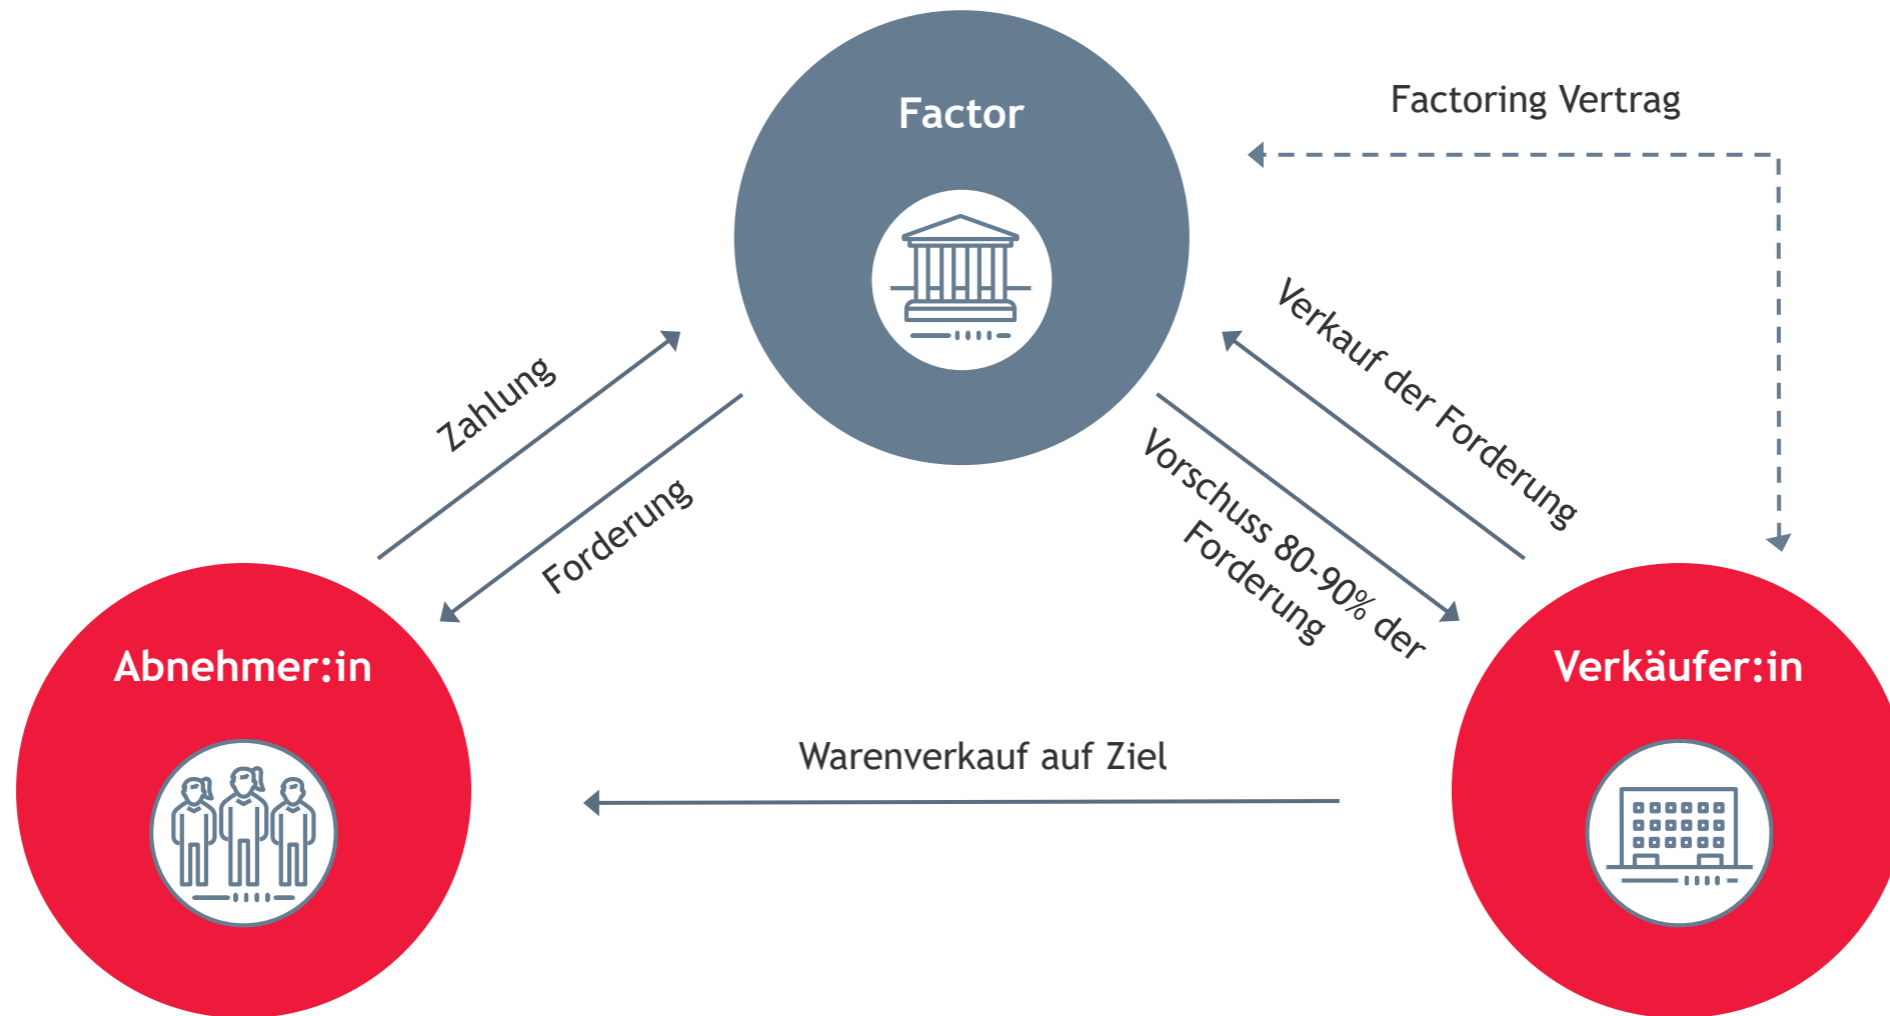 Factor
Factoring Vertrag
Zahlung
Forderung
Verkauf der Forderung
Vorschuss 80-90% der
Forderung
Abnehmer:in
Verkäufer:in
Warenverkauf auf Ziel